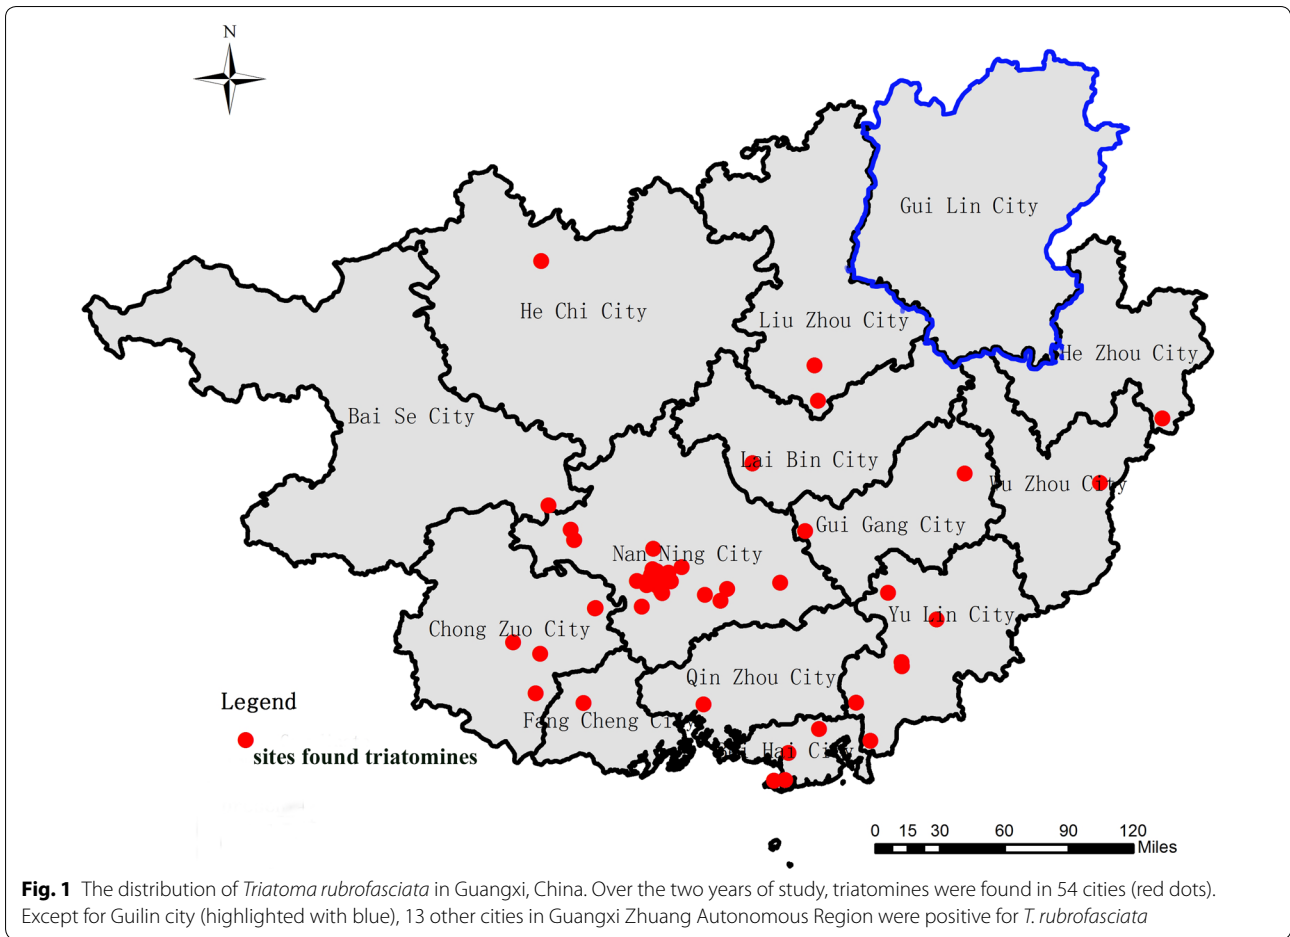 N
Gui Lin City
He Chi City
Liu Zhou City
He Zhou City
Bai Se City
Lai Bin City
Wu Zhou City
Gui Gang City
Nan Ning City
Yu Lin City
Chong Zuo City
Qin Zhou City
Legend
Fang Cheng City
sites found triatomines
Hai City
0 15 30 60 90 120
Miles
Fig. 1 The distribution of Triatoma rubrofasciata in Guangxi, China. Over the two years of study, triatomines were found in 54 cities (red dots).
Except for Guilin city (highlighted with blue), 13 other cities in Guangxi Zhuang Autonomous Region were positive for T. rubrofasciata